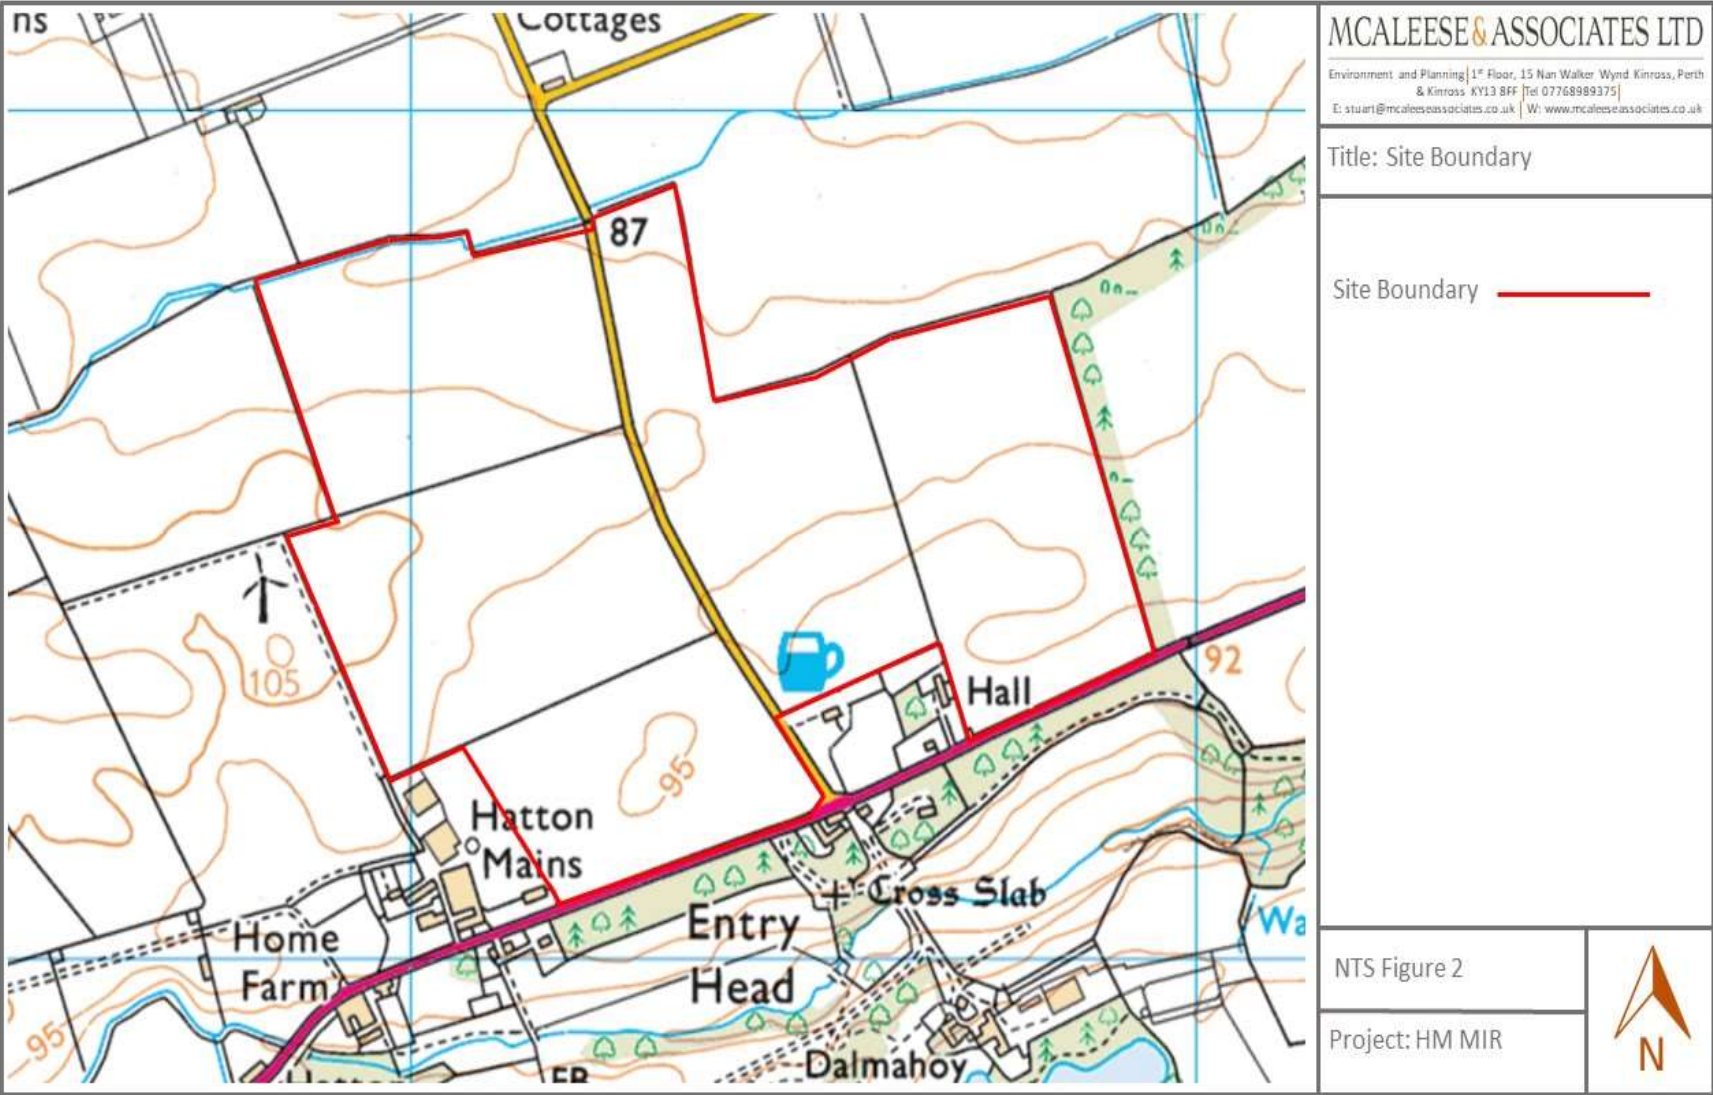 ns
Cottages
87
105
Hall
92
95
Hatton
Mains
Cross Slab
Entry
Head
Home
Farm
Wa
95
Dalmahoy
MCALEESE&ASSOCIATES LTD
Environment and Planning| 1st Floor, 15 Nan Walker Wynd Kinross, Perth
& Kinross KY13 8FF |Tel 07768989375|
E: stuart@mcaleeseassociates.co.uk | W: www.mcaleeseassociates.co.uk
Title: Site Boundary
Site Boundary
NTS Figure 2
Project: HM MIR
N